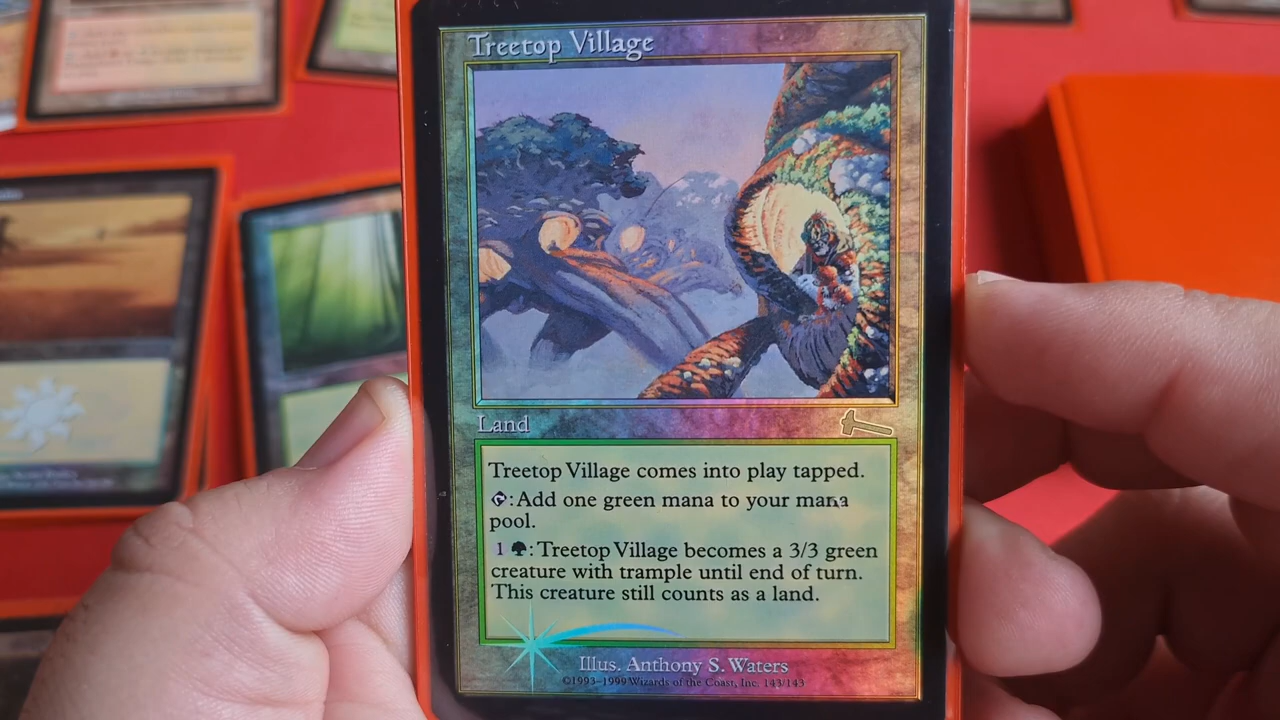 Treetop Village
Land
Treetop Village comes into play tapped.
:Add one green mana to your mana
pool.
1 : Treetop Village becomes a 3/3 green
creature with trample until end of turn.
This creature still counts as a land.
Illus. Anthony S. Waters
©1993–1999 Wizards of the Coast, Inc. 143/143